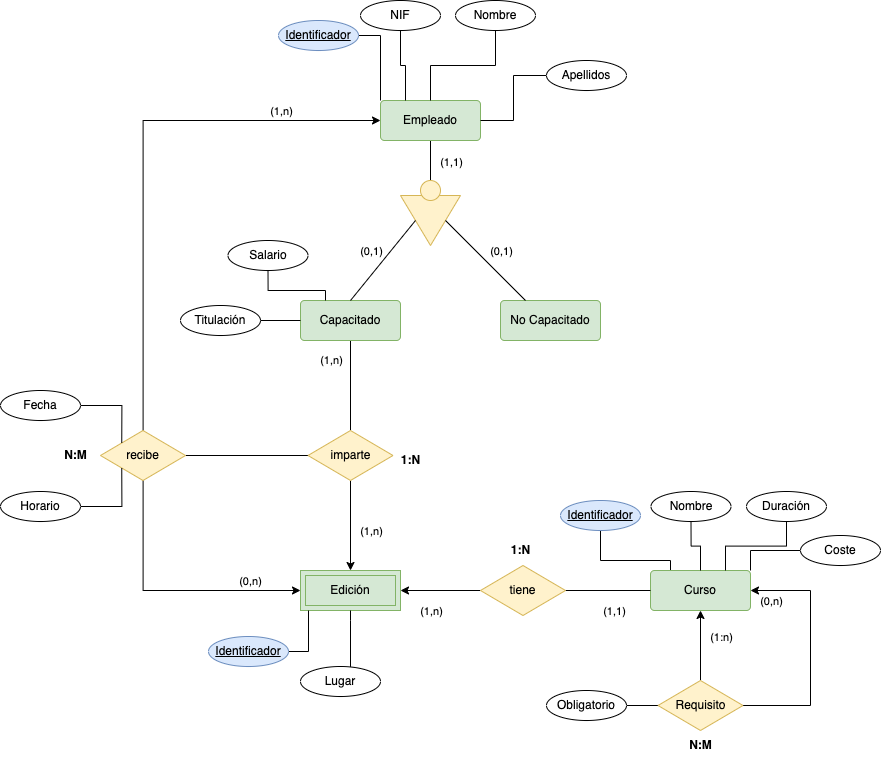 NIF
Nombre
Identificador
Apellidos
(1,n)
Empleado
(1,1)
(0,1)
(0,1)
Salario
Titulación
Capacitado
No Capacitado
(1,n)
Fecha
N:M
recibe
imparte
1:N
Horario
Identificador
Nombre
Duración
(1,n)
1:N
Coste
(0,n)
Edición
tiene
Curso
(1,n)
(1,1)
(0,n)
(1:n)
Identificador
Lugar
Obligatorio
Requisito
N:M